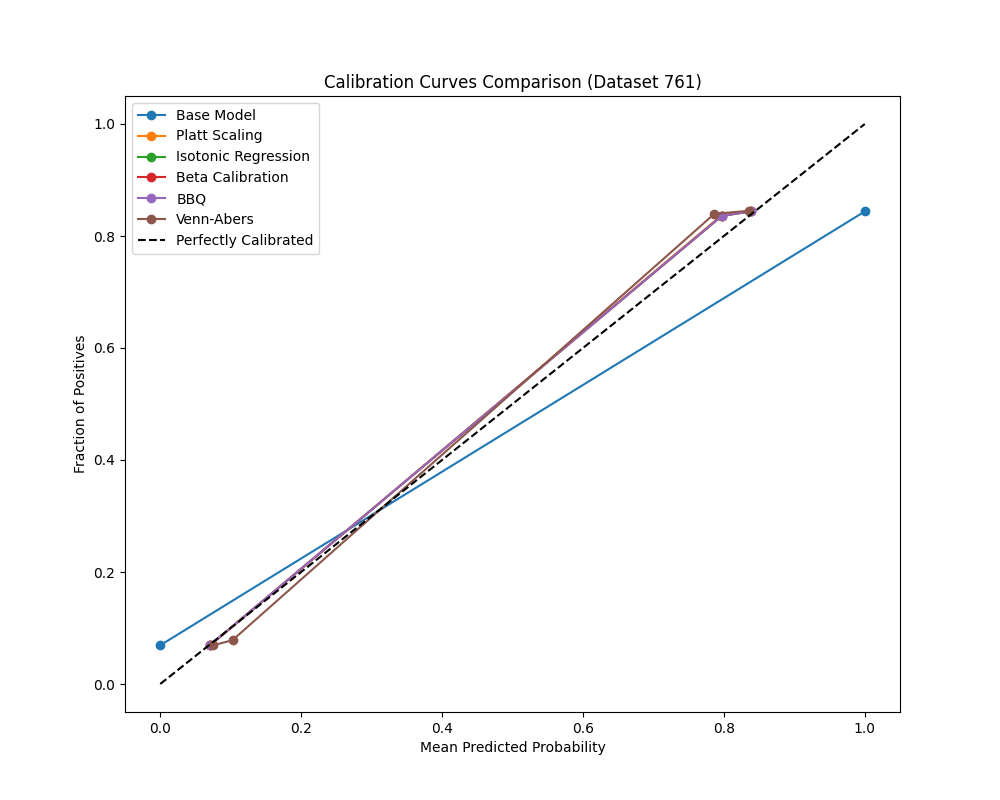 Calibration Curves Comparison (Dataset 761)
Base Model
Platt Scaling
Isotonic Regression
Beta Calibration
BBQ
Venn-Abers
Perfectly Calibrated
1.0
0.8
0.6
0.4
0.2
0.0
Fraction of Positives
0.0 0.2 0.4 0.6 0.8 1.0
Mean Predicted Probability